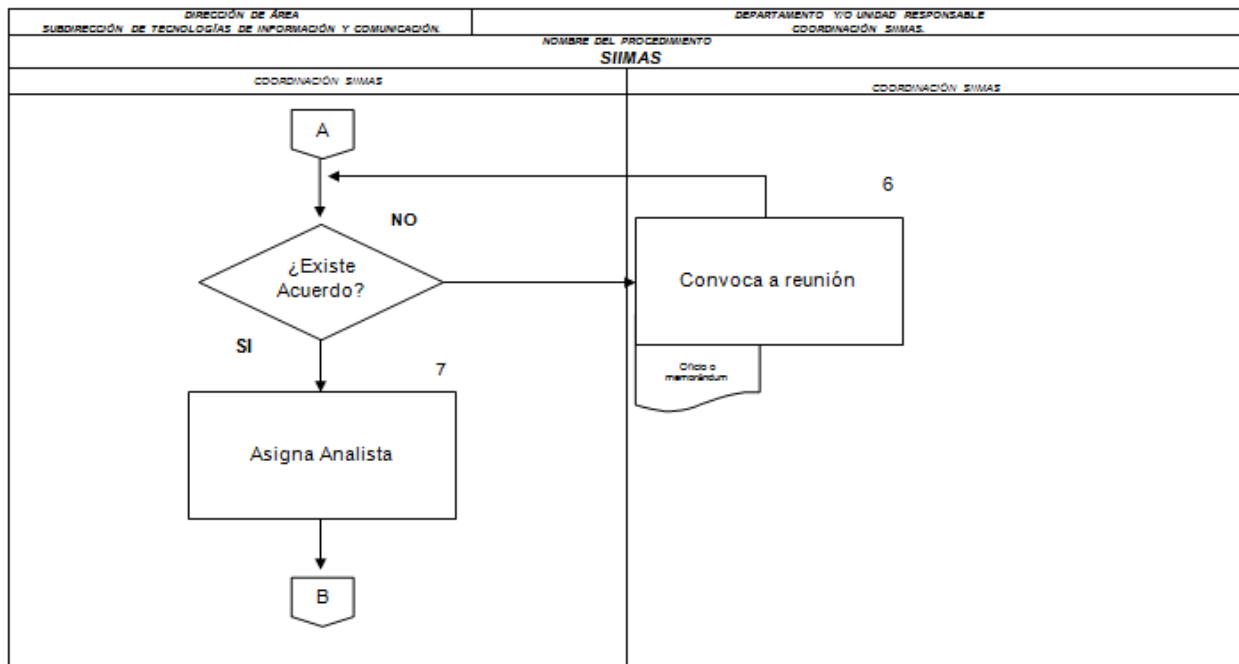 DIRECCIÓN DE ÁREA
SUBDIRECCIÓN DE TECNOLOGÍAS DE INFORMACIÓN Y COMUNICACIÓN.
DEPARTAMENTO Y/O UNIDAD RESPONSABLE
COORDINACIÓN SIIMAS.
NOMBRE DEL PROCEDIMIENTO
SIIMAS
COORDINACIÓN SIIMAS
COORDINACIÓN SIIMAS
A
6
NO
¿Existe
Acuerdo?
Convoca a reunión
SI
7
Oficio o
memorándum
Asigna Analista
B